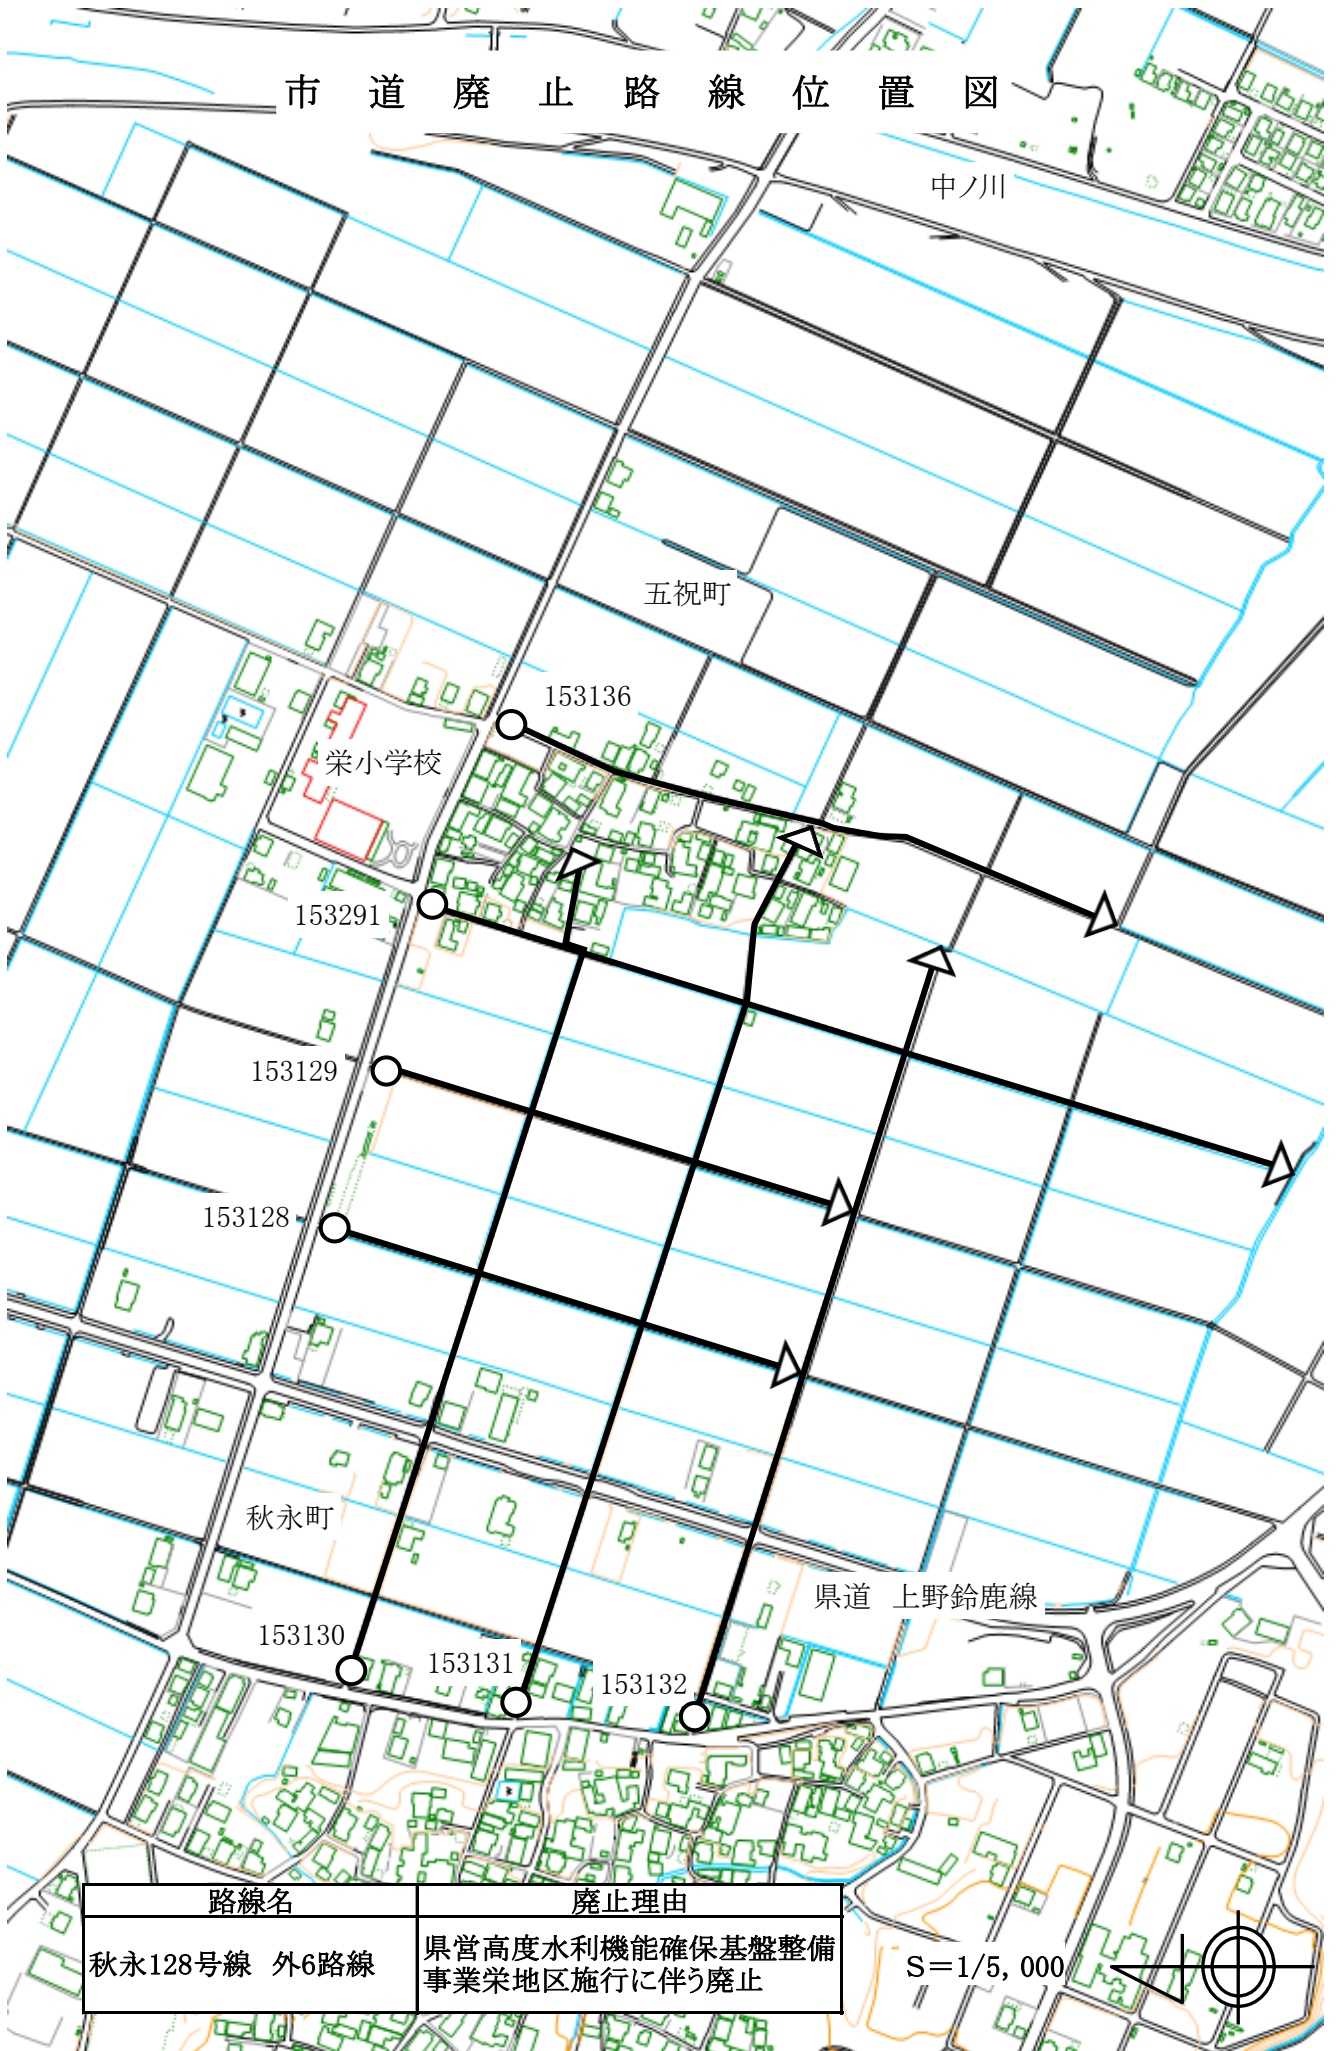 市道廃止路線位置図
中ノ川
五祝町
153136
栄小学校
153291
153129
153128
秋永町
県道 上野鈴鹿線
153130
153131
153132
路線名 廃止理由
秋永128号線 外6路線
県営高度水利機能確保基盤整備
事業栄地区施行に伴う廃止
S=1/5,000